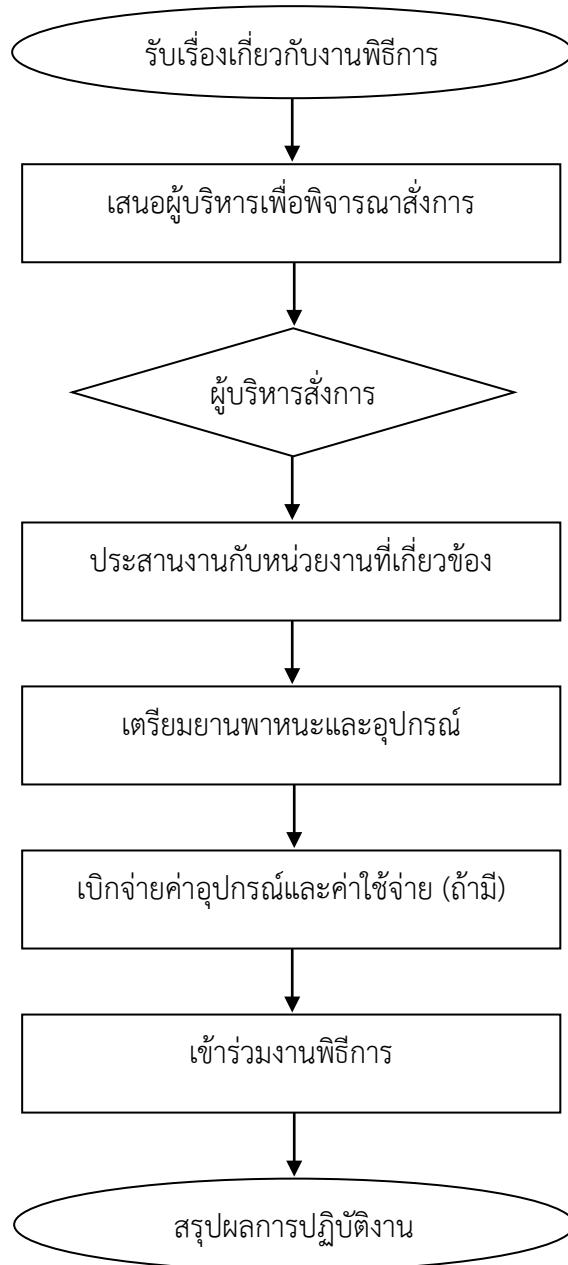 รับเรื่องเกี่ยวกับงานพิธีการ
เสนอผู้บริหารเพื่อพิจารณาสั่งการ
ผู้บริหารสั่งการ
ประสานงานกับหน่วยงานที่เกี่ยวข้อง
เตรียมยานพาหนะและอุปกรณ์
เบิกจ่ายค่าอุปกรณ์และค่าใช้จ่าย (ถ้ามี)
เข้าร่วมงานพิธีการ
สรุปผลการปฏิบัติงาน